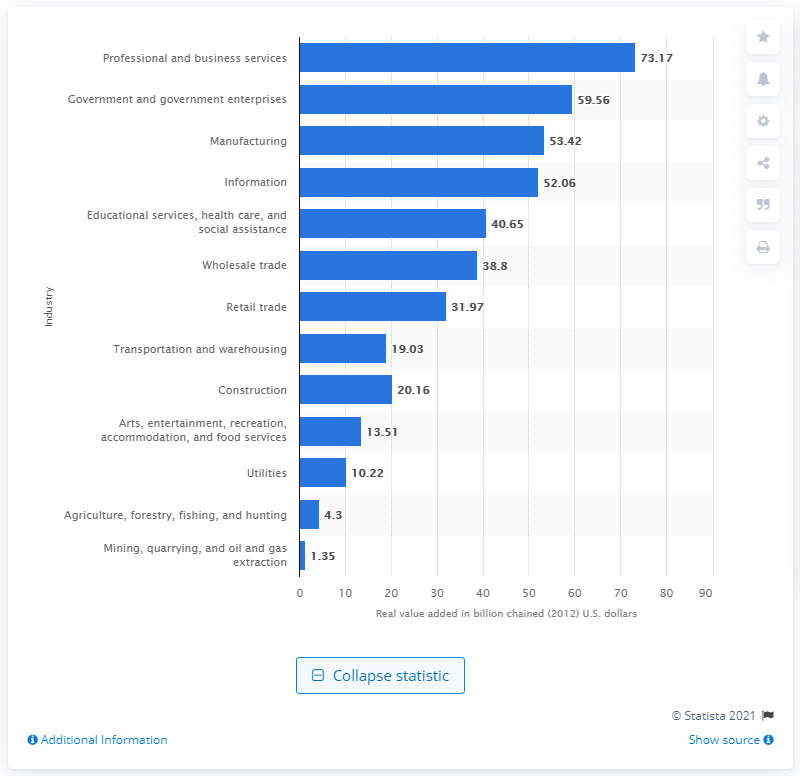 Professional and business services
73.17
Government and government enterprises
59.56
Manufacturing
53.42
Information
52.06
Educational services, health care, and
social assistance
40.65
Wholesale trade
38.8
Retail trade
31.97
Transportation and warehousing
19.03
Construction
20.16
Arts, entertainment, recreation,
accommodation, and food services
13.51
Utilities
10.22
Agriculture, forestry, fishing, and hunting
4.3
Mining, quarrying, and oil and gas
extraction
1.35
Industry
0 10 20 30 40 50 60 70 80 90
Real value added in billion chained (2012) U.S. dollars
Collapse statistic
© Statista 2021
Additional Information
Show source